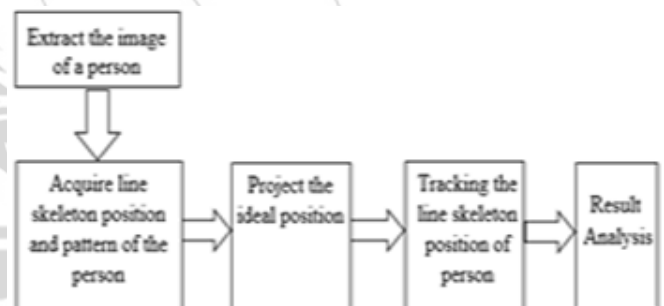 Extract the image
of a person
Acquire line
skeleton position
and pattern of the
person
Project the
ideal position
Tracking the
line skeleton
position of
person
Result
Analysis